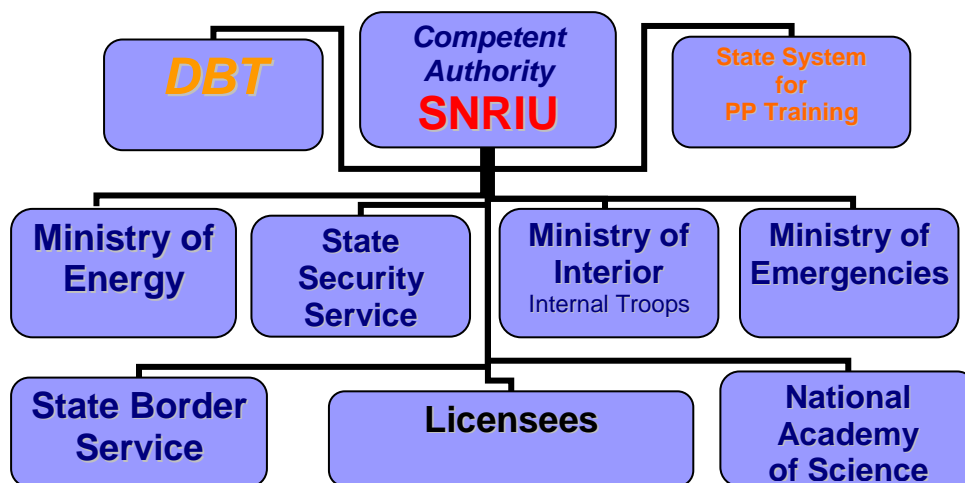 DBT
Competent
Authority
SNRIU
State System
for
PP Training
Ministry of
Energy
State
Security
Service
Ministry of
Interior
Internal Troops
Ministry of
Emergencies
State Border
Service
Licensees
National
Academy
of Science